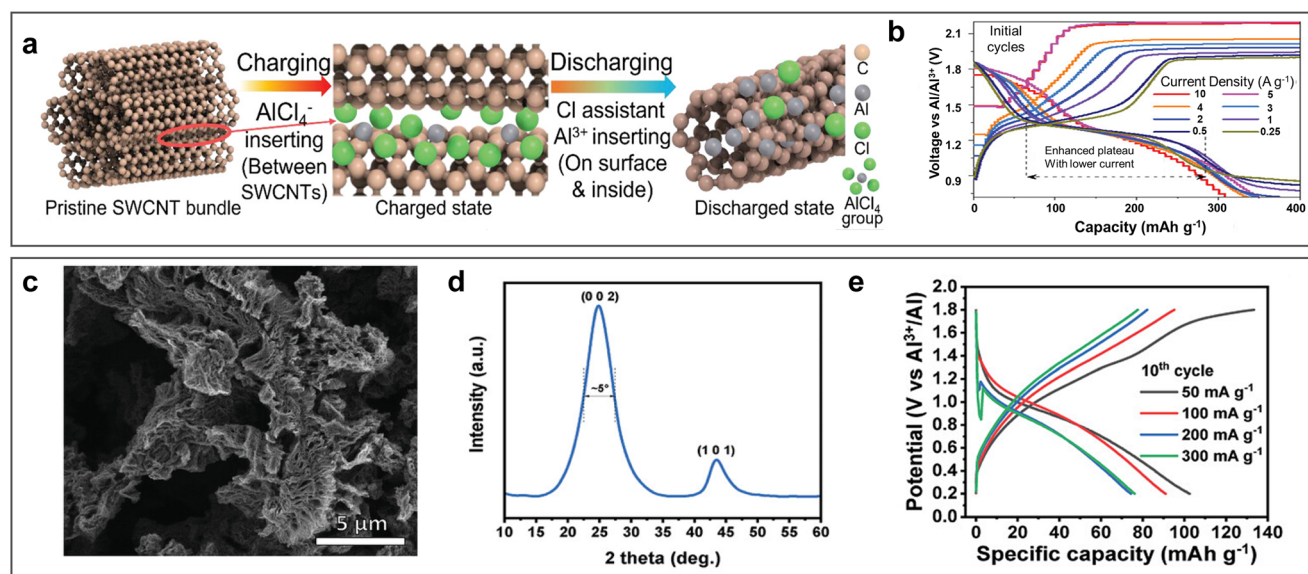 a
Charging
AlCl4-
inserting
(Between
SWCNTs)
Pristine SWCNT bundle
Charged state
Discharging
Cl assistant
Al3+ inserting
(On surface
& inside)
Discharged state
C
Al
Cl
AlCl4
group
b
Initial
cycles
Current Density (A g-1)
10 5
4 3
2 1
0.5 0.25
Enhanced plateau
With lower current
Voltage vs Al/Al3+ (V)
2.1
1.8
1.5
1.2
0.9
0 100 200 300 400
Capacity (mAh g-1)
c
5 µm
d
(0 0 2)
~5°
(1 0 1)
Intensity (a.u.)
10 15 20 25 30 35 40 45 50 55 60
2 theta (deg.)
e
Potential (V vs Al3+/Al)
2.0
1.8
1.6
1.4
1.2
1.0
0.8
0.6
0.4
0.2
0.0
10th cycle
50 mA g-1
100 mA g-1
200 mA g-1
300 mA g-1
0 20 40 60 80 100 120 140
Specific capacity (mAh g-1)